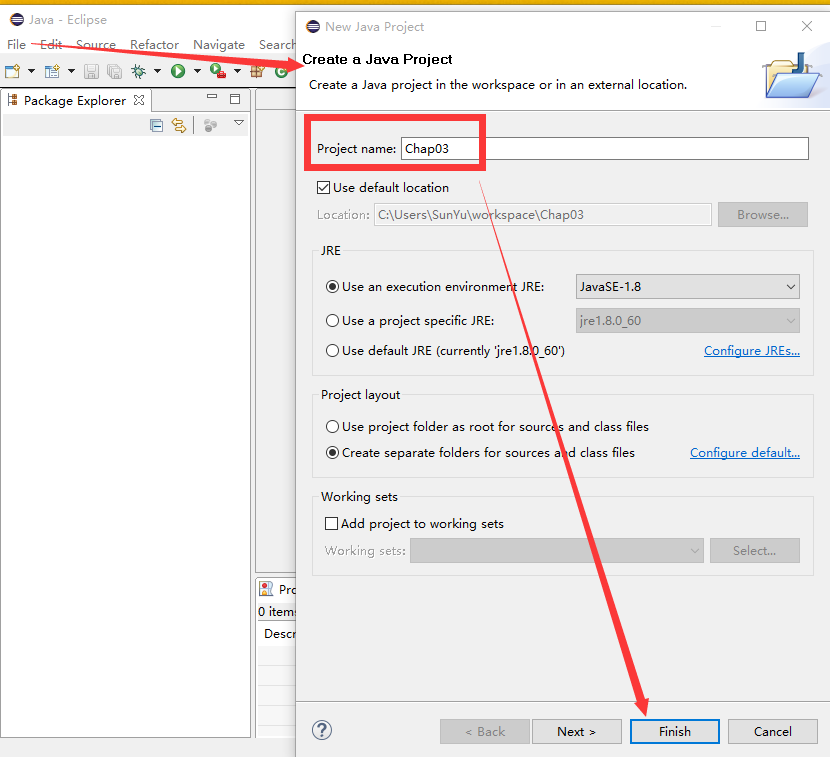 Java - Eclipse
File Edit Source Refactor Navigate Search
Package Explorer
0 items
New Java Project
Create a Java Project
Create a Java project in the workspace or in an external location.
Project name: Chap03
Use default location
Location: C:\Users\SunYu\workspace\Chap03 Browse...
JRE
Use an execution environment JRE: JavaSE-1.8
Use a project specific JRE: jre1.8.0_60
Use default JRE (currently 'jre1.8.0_60') Configure JREs...
Project layout
Use project folder as root for sources and class files
Create separate folders for sources and class files Configure default...
Working sets
Add project to working sets
Working sets: Select...
< Back Next > Finish Cancel